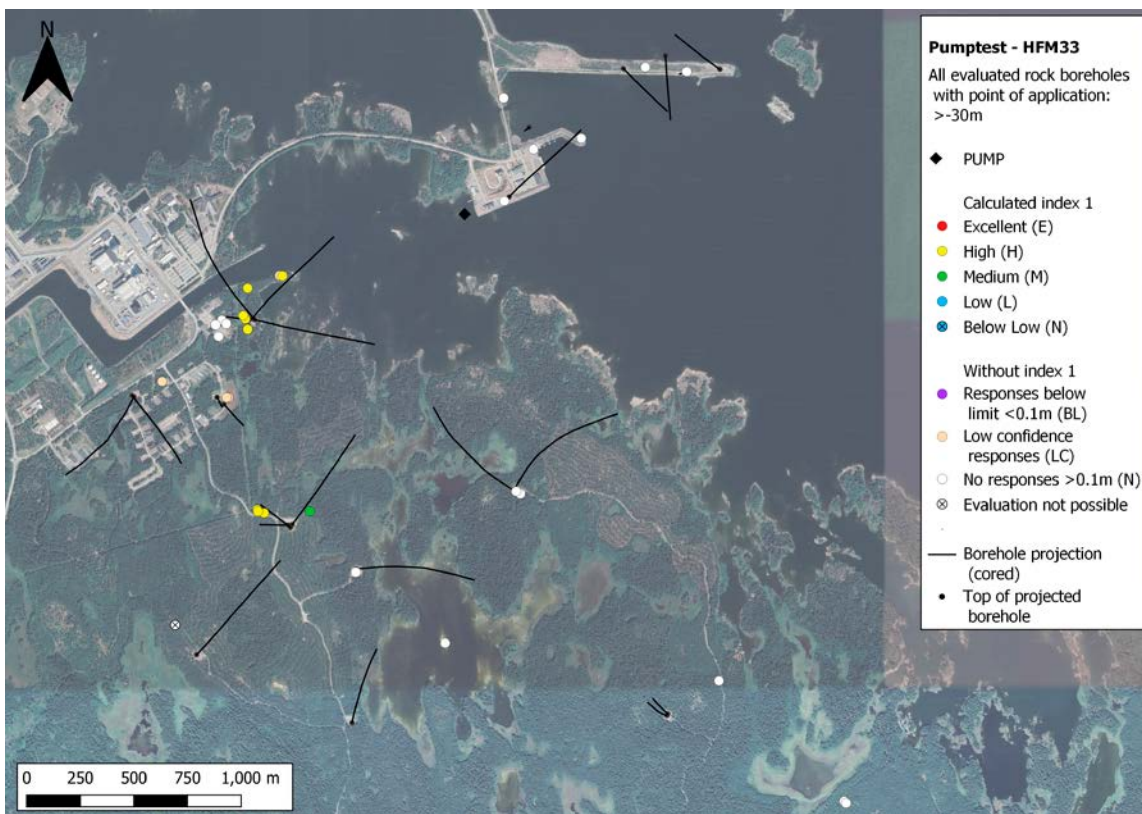 N
Pumptest - HFM33
All evaluated rock boreholes
with point of application:
>-30m
PUMP
Calculated index 1
Excellent (E)
High (H)
Medium (M)
Low (L)
Below Low (N)
Without index 1
Responses below
limit <0.1m (BL)
Low confidence
responses (LC)
No responses >0.1m (N)
Evaluation not possible
Borehole projection
(cored)
Top of projected
borehole
0 250 500 750 1,000 m